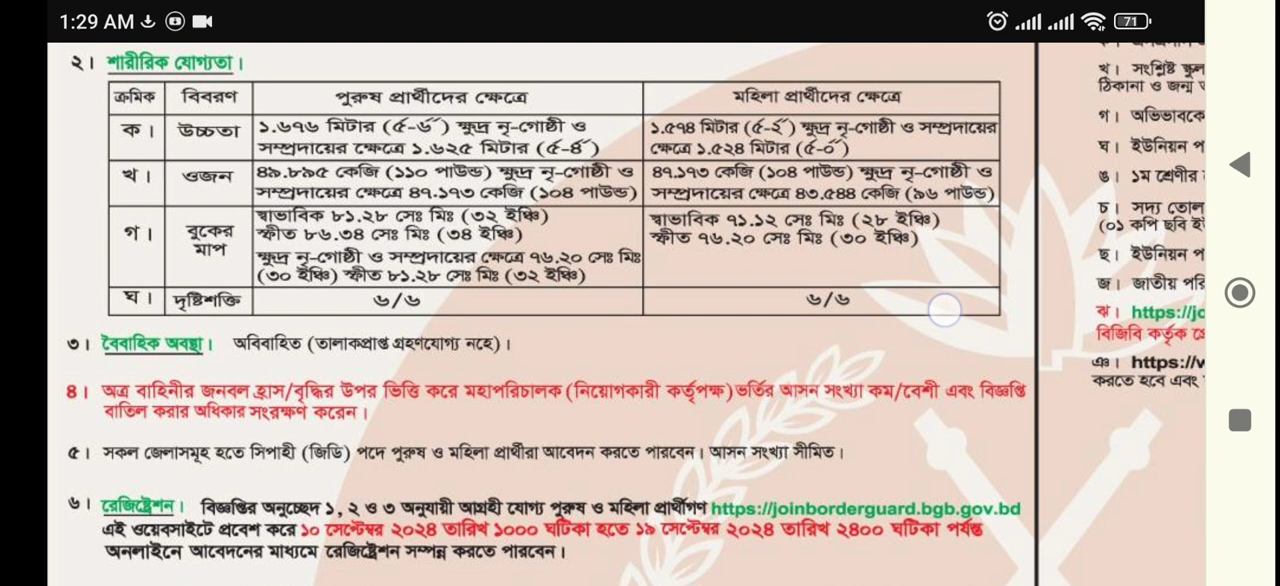 1:29 AM
71
২। শারীরিক যোগ্যতা।
ক্রমিক বিবরণ পুরুষ প্রার্থীদের ক্ষেত্রে মহিলা প্রার্থীদের ক্ষেত্রে
ক। উচ্চতা
১.৬৭৬ মিটার (৫'-৬") ক্ষুদ্র নৃ-গোষ্ঠী ও
সম্প্রদায়ের ক্ষেত্রে ১.৬২৫ মিটার (৫'-৪")
১.৫৭৪ মিটার (৫'-২") ক্ষুদ্র নৃ-গোষ্ঠী ও সম্প্রদায়ের
ক্ষেত্রে ১.৫২৪ মিটার (৫'-০")
খ। ওজন
৪৯.৮৯৫ কেজি (১১০ পাউন্ড) ক্ষুদ্র নৃ-গোষ্ঠী ও
সম্প্রদায়ের ক্ষেত্রে ৪৭.১৭৩ কেজি (১০৪ পাউন্ড)
৪৭.১৭৩ কেজি (১০৪ পাউন্ড) ক্ষুদ্র নৃ-গোষ্ঠী ও
সম্প্রদায়ের ক্ষেত্রে ৪৩.৫৪৪ কেজি (৯৬ পাউন্ড)
গ। বুকের
মাপ
স্বাভাবিক ৮১.২৮ সেঃ মিঃ (৩২ ইঞ্চি)
স্ফীত ৮৬.৩৪ সেঃ মিঃ (৩৪ ইঞ্চি)
ক্ষুদ্র নৃ-গোষ্ঠী ও সম্প্রদায়ের ক্ষেত্রে ৭৬.২০ সেঃ মিঃ
(৩০ ইঞ্চি) স্ফীত ৮১.২৮ সেঃ মিঃ (৩২ ইঞ্চি)
স্বাভাবিক ৭১.১২ সেঃ মিঃ (২৮ ইঞ্চি)
স্ফীত ৭৬.২০ সেঃ মিঃ (৩০ ইঞ্চি)
ঘ। দৃষ্টিশক্তি ৬/৬ ৬/৬
৩। বৈবাহিক অবস্থা। অবিবাহিত (তালাকপ্রাপ্ত গ্রহণযোগ্য নহে)।
৪। অত্র বাহিনীর জনবল হ্রাস/বৃদ্ধির উপর ভিত্তি করে মহাপরিচালক (নিয়োগকারী কর্তৃপক্ষ) ভর্তির আসন সংখ্যা কম/বেশী এবং বিজ্ঞপ্তি
বাতিল করার অধিকার সংরক্ষণ করেন।
৫। সকল জেলাসমূহ হতে সিপাহী (জিডি) পদে পুরুষ ও মহিলা প্রার্থীরা আবেদন করতে পারবেন। আসন সংখ্যা সীমিত।
৬। রেজিস্ট্রেশন। বিজ্ঞপ্তির অনুচ্ছেদ ১, ২ ও ৩ অনুযায়ী আগ্রহী যোগ্য পুরুষ ও মহিলা প্রার্থীগণ https://joinborderguard.bgb.gov.bd
এই ওয়েবসাইটে প্রবেশ করে ১০ সেপ্টেম্বর ২০২৪ তারিখ ১০০০ ঘটিকা হতে ১৯ সেপ্টেম্বর ২০২৪ তারিখ ২৪০০ ঘটিকা পর্যন্ত
অনলাইনে আবেদনের মাধ্যমে রেজিস্ট্রেশন সম্পন্ন করতে পারবেন।
খ। সংশ্লিষ্ট স্কুল
ঠিকানা ও জন্ম
গ। অভিভাবকে
ঘ। ইউনিয়ন প
ঙ। ১ম শ্রেণীর
চ। সদ্য তোল
(০১ কপি ছবি ই
ছ। ইউনিয়ন প
জ। জাতীয় পরি
ঝ। https://jo
বিজিবি কর্তৃক প্রে
ঞ। https://v
করতে হবে এবং